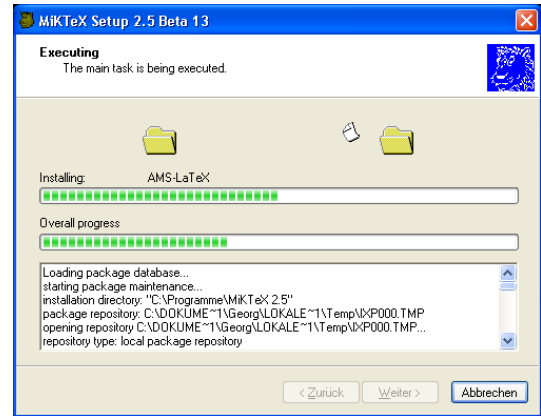 MiKTeX Setup 2.5 Beta 13
Executing
The main task is being executed.
Installing: AMS-LaTeX
Overall progress
Loading package database...
starting package maintenance...
installation directory: "C:\Programme\MiKTeX 2.5"
package repository: C:\DOKUME~1\Georg\LOKALE~1\Temp\IXP000.TMP
opening repository C:\DOKUME~1\Georg\LOKALE~1\Temp\IXP000.TMP...
repository type: local package repository
< Zurück Weiter > Abbrechen